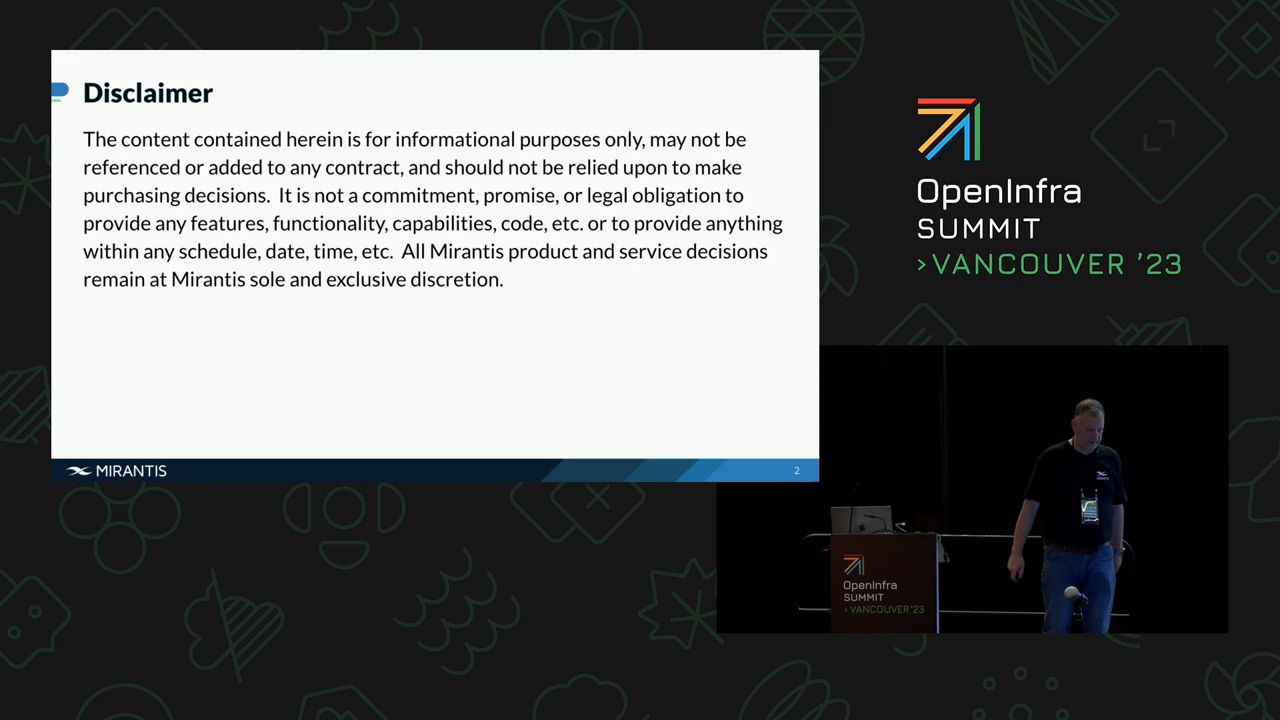 Disclaimer
The content contained herein is for informational purposes only, may not be
referenced or added to any contract, and should not be relied upon to make
purchasing decisions.  It is not a commitment, promise, or legal obligation to
provide any features, functionality, capabilities, code, etc. or to provide anything
within any schedule, date, time, etc.  All Mirantis product and service decisions
remain at Mirantis sole and exclusive discretion.
MIRANTIS
2
OpenInfra
SUMMIT
>VANCOUVER ’23
MIRANTIS
OpenInfra
SUMMIT
> VANCOUVER ’23